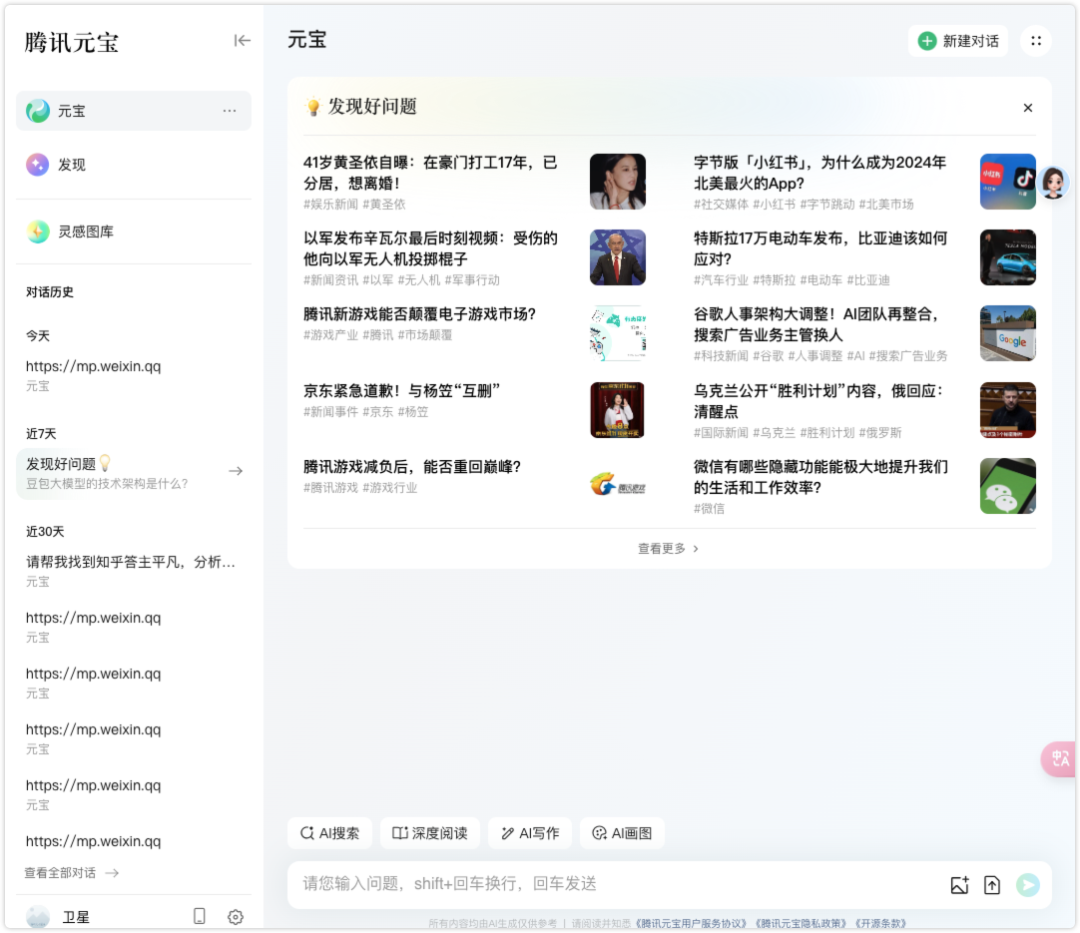 腾讯元宝
元宝
发现
灵感图库
对话历史
今天
https://mp.weixin.qq
元宝
近7天
发现好问题💡
豆包大模型的技术架构是什么?
近30天
请帮我找到知乎答主平凡，分析...
元宝
https://mp.weixin.qq
元宝
https://mp.weixin.qq
元宝
https://mp.weixin.qq
元宝
https://mp.weixin.qq
元宝
https://mp.weixin.qq
查看全部对话
卫星
元宝
新建对话
发现好问题
41岁黄圣依自曝：在豪门打工17年，已
分居，想离婚！
#娱乐新闻 #黄圣依
字节版「小红书」，为什么成为2024年
北美最火的App?
#社交媒体 #小红书 #字节跳动 #北美市场
小红书
以军发布辛瓦尔最后时刻视频：受伤的
他向以军无人机投掷棍子
#新闻资讯 #以军 #无人机 #军事行动
特斯拉17万电动车发布，比亚迪该如何
应对?
#汽车行业 #特斯拉 #电动车 #比亚迪
腾讯新游戏能否颠覆电子游戏市场?
#游戏产业 #腾讯 #市场颠覆
谷歌人事架构大调整！AI团队再整合，
搜索广告业务主管换人
#科技新闻 #谷歌 #人事调整 #AI #搜索广告业务
Google
京东紧急道歉！与杨笠“互删”
#新闻事件 #京东 #杨笠
乌克兰公开“胜利计划”内容，俄回应：
清醒点
#国际新闻 #乌克兰 #胜利计划 #俄罗斯
腾讯游戏减负后，能否重回巅峰?
#腾讯游戏 #游戏行业
腾讯游戏
微信有哪些隐藏功能能极大地提升我们
的生活和工作效率?
#微信
查看更多
中
A
AI搜索
深度阅读
AI写作
AI画图
请您输入问题，shift+回车换行，回车发送
所有内容均由AI生成仅供参考 | 请阅读并知悉《腾讯元宝用户服务协议》《腾讯元宝隐私政策》《开源条款》